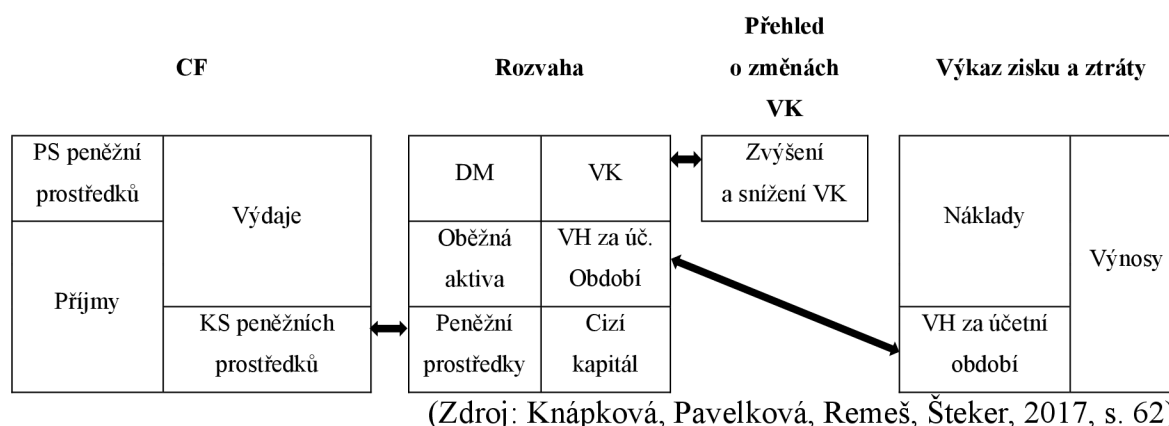 CF
Rozvaha
Přehled
o změnách
VK
Výkaz zisku a ztráty
PS peněžní
prostředků
Výdaje
Příjmy
KS peněžních
prostředků
DM
VK
Oběžná
aktiva
VH za úč.
Období
Peněžní
prostředky
Cizí
kapitál
Zvýšení
a snížení VK
Náklady
Výnosy
VH za účetní
období
(Zdroj: Knápková, Pavelková, Remeš, Šteker, 2017, s. 62)